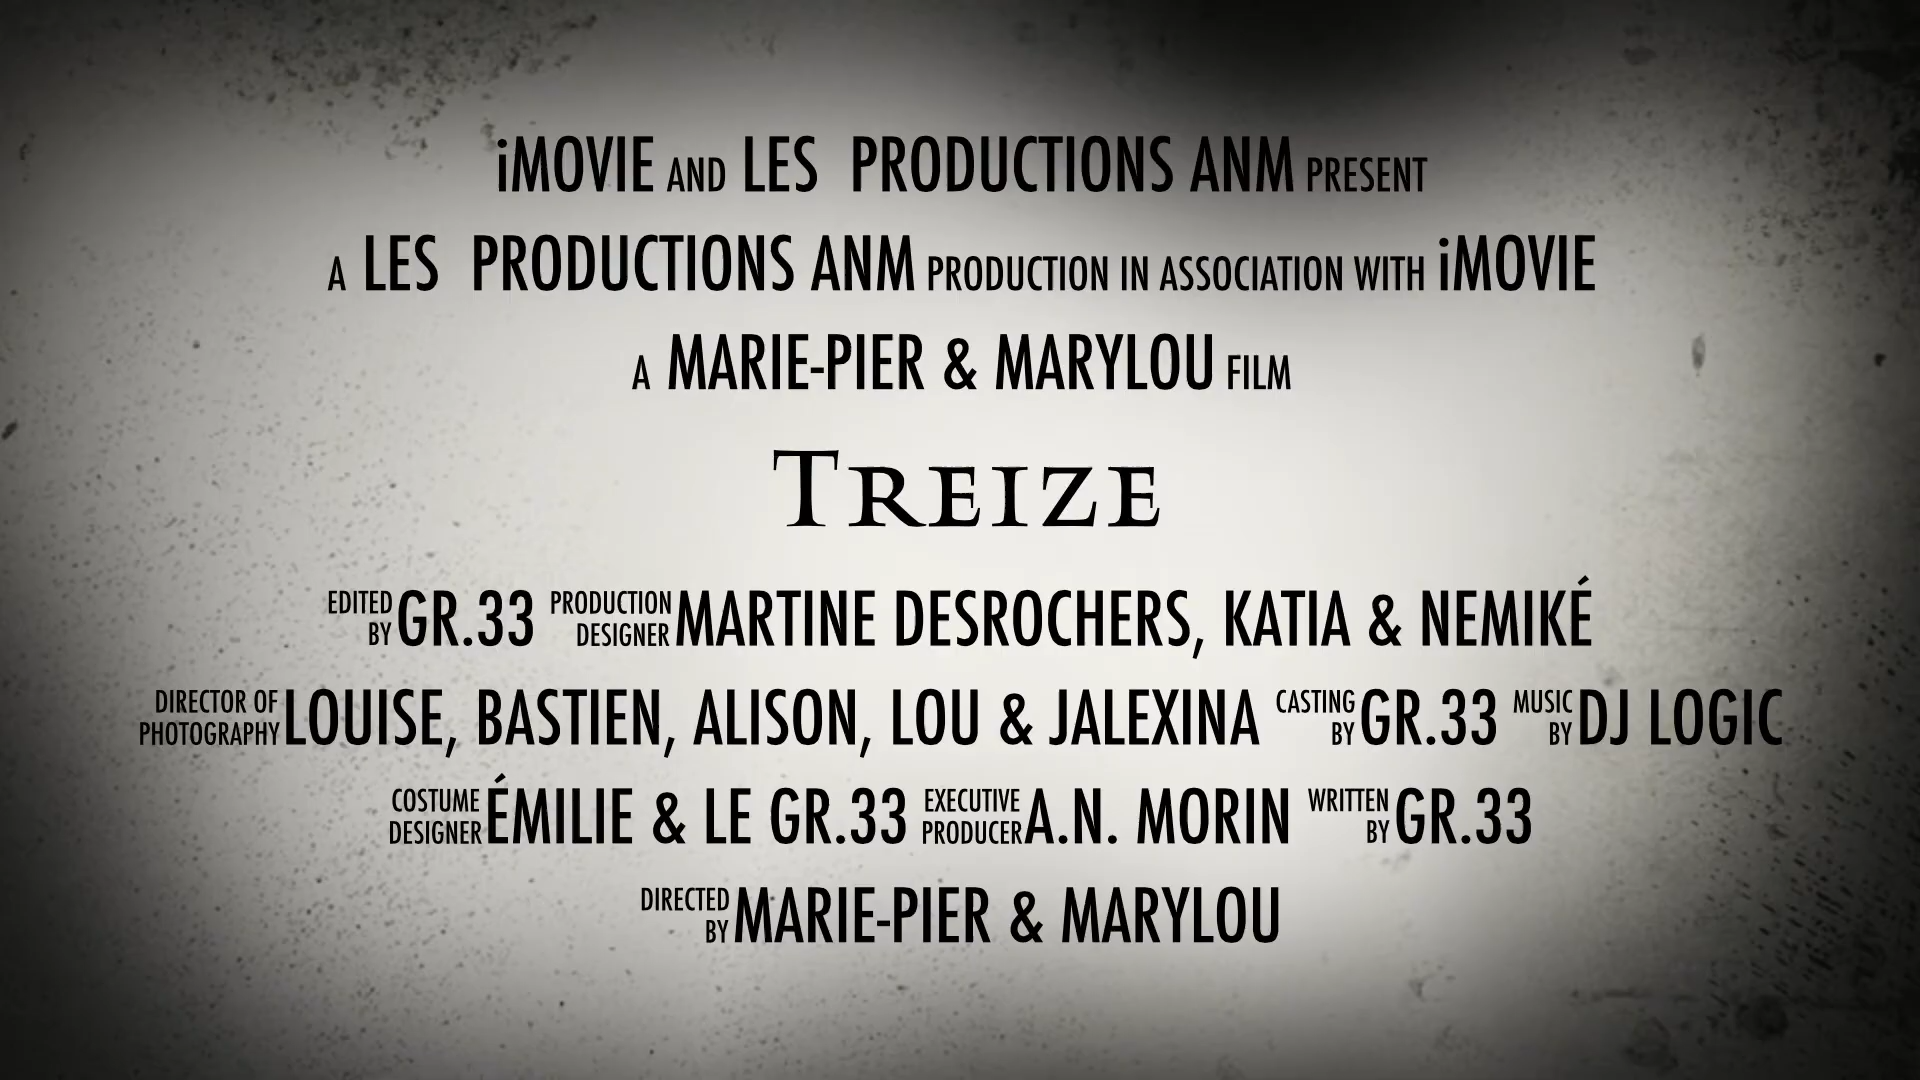 iMOVIE AND LES PRODUCTIONS ANM PRESENT
A LES PRODUCTIONS ANM PRODUCTION IN ASSOCIATION WITH iMOVIE
A MARIE-PIER & MARYLOU FILM
TREIZE
EDITED BY GR.33 PRODUCTION DESIGNER MARTINE DESROCHERS, KATIA & NEMIKÉ
DIRECTOR OF PHOTOGRAPHY LOUISE, BASTIEN, ALISON, LOU & JALEXINA CASTING BY GR.33 MUSIC BY DJ LOGIC
COSTUME DESIGNER ÉMILIE & LE GR.33 EXECUTIVE PRODUCER A.N. MORIN WRITTEN BY GR.33
DIRECTED BY MARIE-PIER & MARYLOU